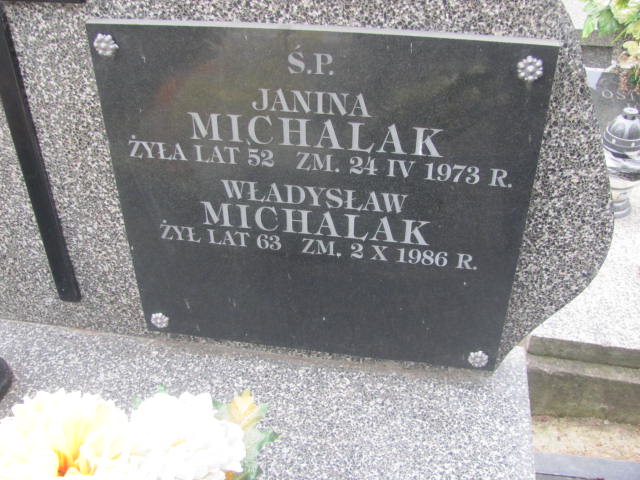 Ś.P.
JANINA
MICHALAK
ŻYŁA LAT 52 ZM. 24 IV 1973 R.
WŁADYSŁAW
MICHALAK
ŻYŁ LAT 63 ZM. 2 X 1986 R.